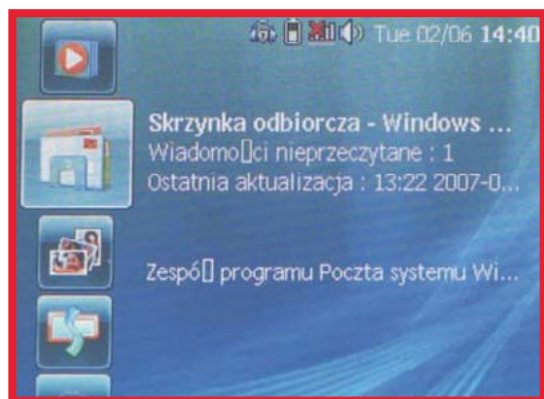 Tue 02/06 14:40
Skrzynka odbiorcza - Windows ...
Wiadomo▯ci nieprzeczytane : 1
Ostatnia aktualizacja : 13:22 2007-0...
Zespó▯ programu Poczta systemu Wi...